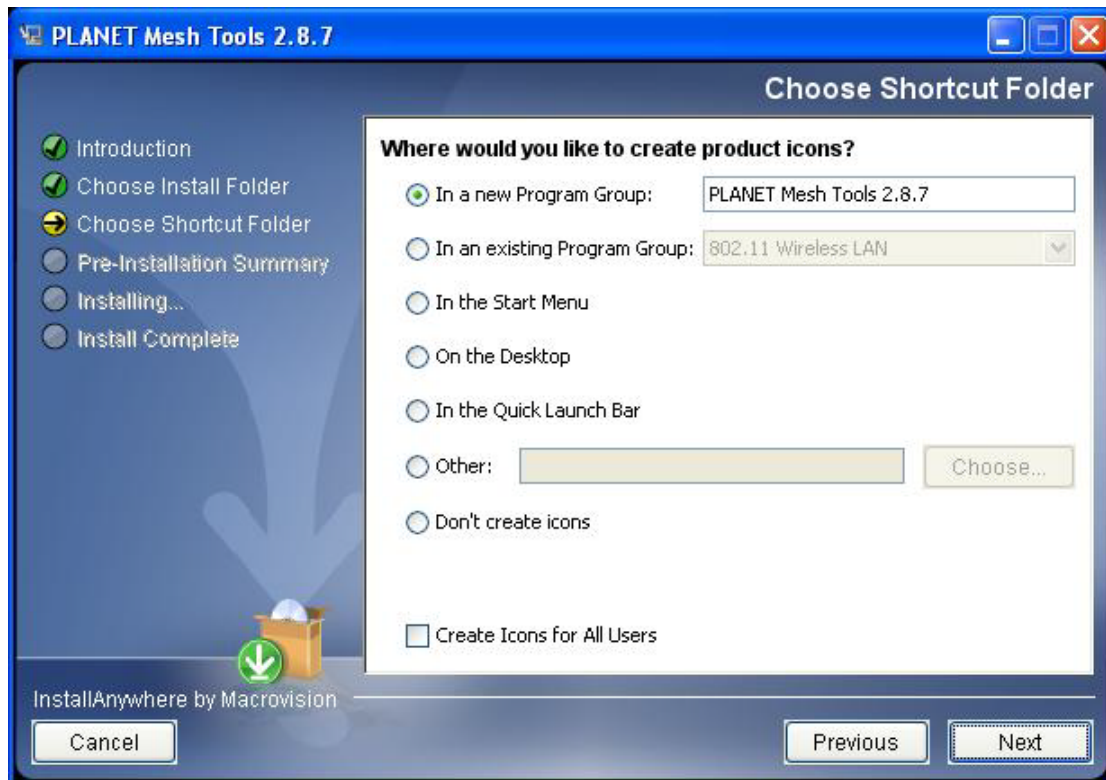 PLANET Mesh Tools 2.8.7
Choose Shortcut Folder
Introduction
Choose Install Folder
Choose Shortcut Folder
Pre-Installation Summary
Installing...
Install Complete
Where would you like to create product icons?
In a new Program Group: PLANET Mesh Tools 2.8.7
In an existing Program Group: 802.11 Wireless LAN
In the Start Menu
On the Desktop
In the Quick Launch Bar
Other: Choose...
Don't create icons
Create Icons for All Users
InstallAnywhere by Macrovision
Cancel Previous Next